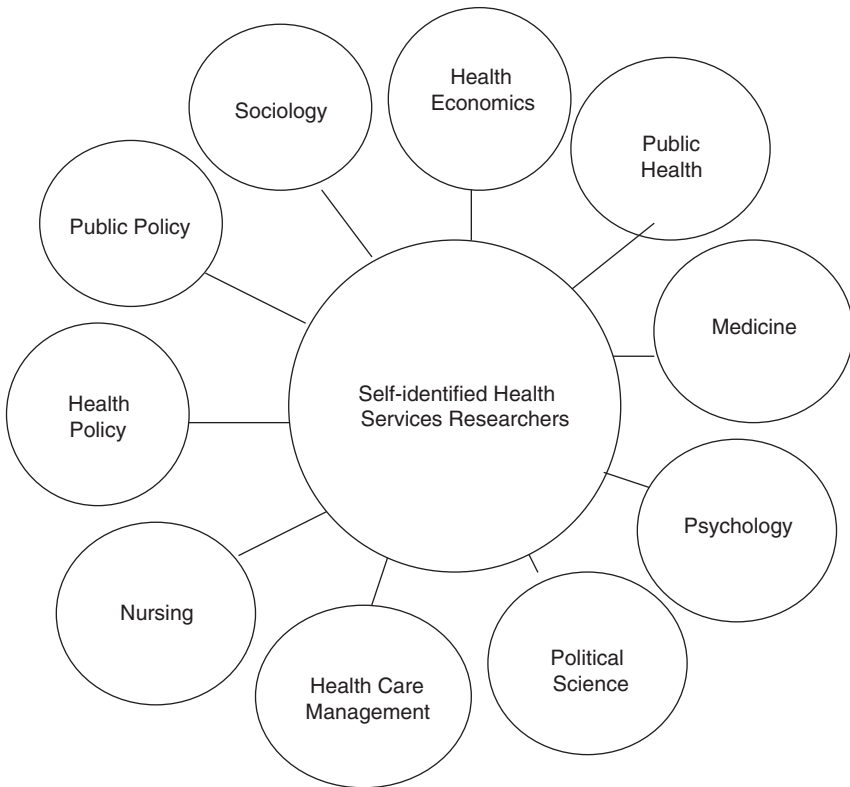 Health
Economics
Sociology
Public
Health
Public Policy
Medicine
Self-identified Health
Services Researchers
Health
Policy
Psychology
Nursing
Political
Science
Health Care
Management